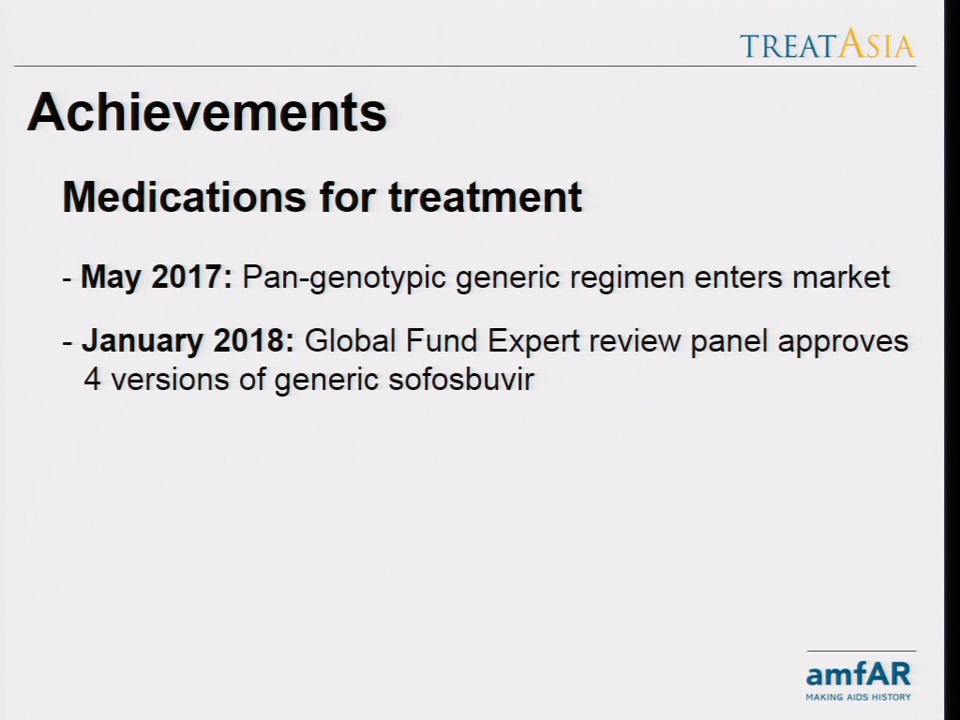 TREATASIA
Achievements
Medications for treatment
- May 2017: Pan-genotypic generic regimen enters market
- January 2018: Global Fund Expert review panel approves
4 versions of generic sofosbuvir
amfAR
MAKING AIDS HISTORY